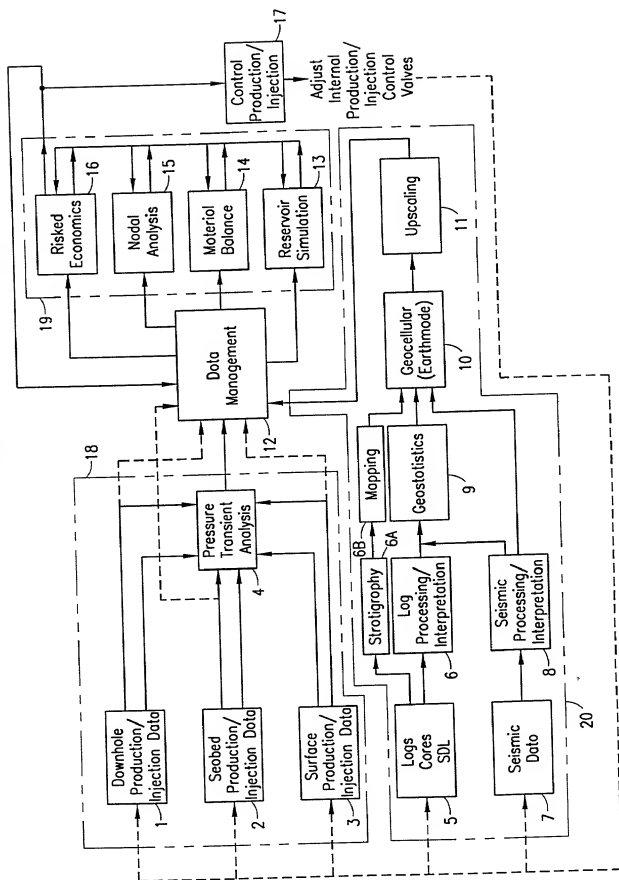 18
Downhole
Production/
Injection Data
1
Seabed
Production/
Injection Data
2
Surface
Production/
Injection Data
3
Pressure
Transient
Analysis
4
Data
Management
12
19
Risked
Economics
16
Nodal
Analysis
15
Material
Balance
14
Reservoir
Simulation
13
Control
Production/
Injection
17
Adjust
Internal
Production/
Injection
Control
Valves
Logs
Cores
SDL
5
Stratigraphy
6A
Mapping
6B
Log
Processing/
Interpretation
6
Seismic Data
7
Seismic
Processing/
Interpretation
8
Geostatistics
9
Geocellular
(Earthmode)
10
Upscaling
11
20